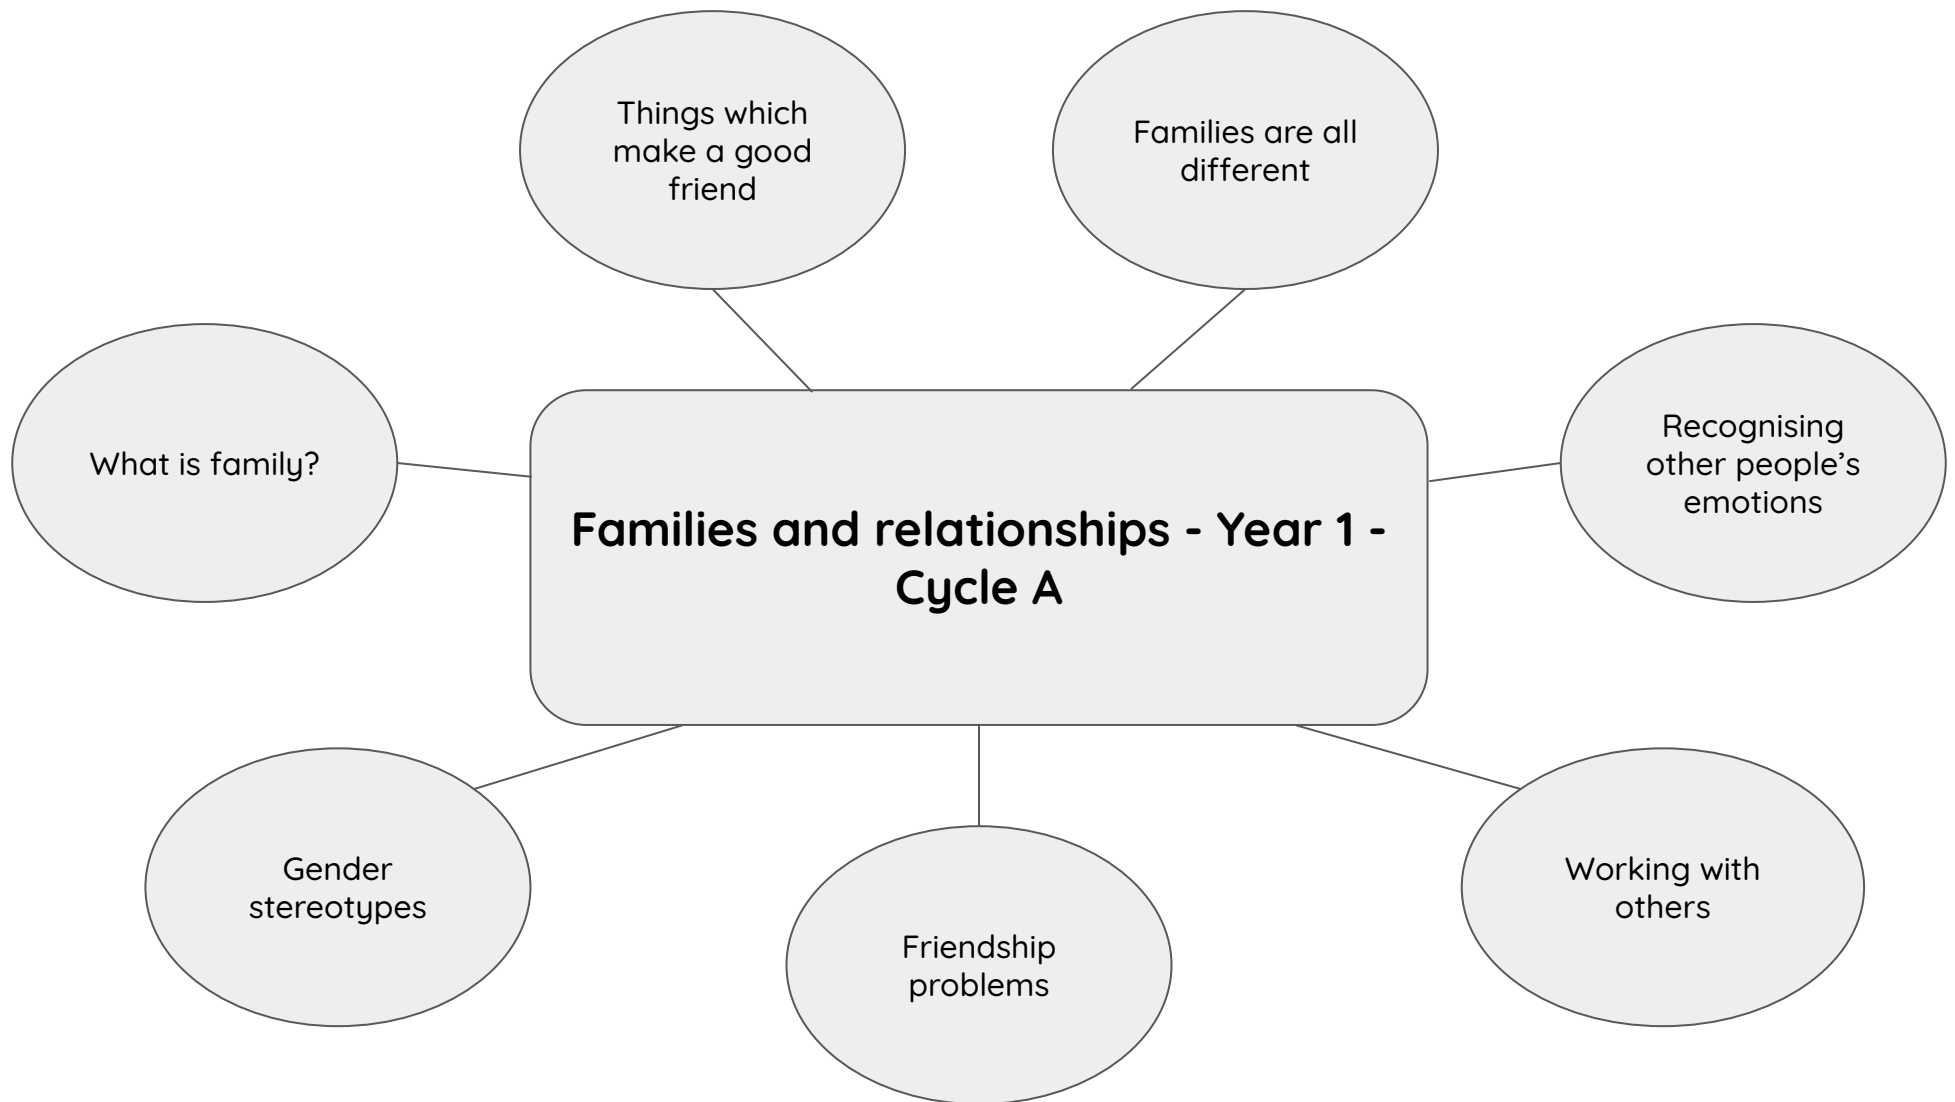 Things which
make a good
friend
Families are all
different
What is family?
Recognising
other people’s
emotions
Families and relationships - Year 1 -
Cycle A
Gender
stereotypes
Friendship
problems
Working with
others